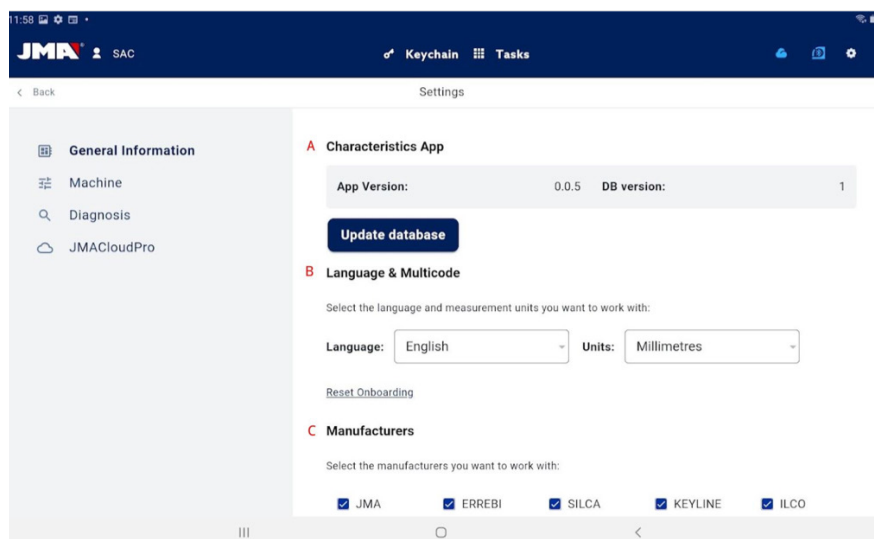 11:58
JMA SAC Keychain Tasks
Back Settings
General Information
Machine
Diagnosis
JMACloudPro
A Characteristics App
App Version: 0.0.5 DB version: 1
Update database
B Language & Multicode
Select the language and measurement units you want to work with:
Language: English Units: Millimetres
Reset Onboarding
C Manufacturers
Select the manufacturers you want to work with:
JMA ERREBI SILCA KEYLINE ILCO